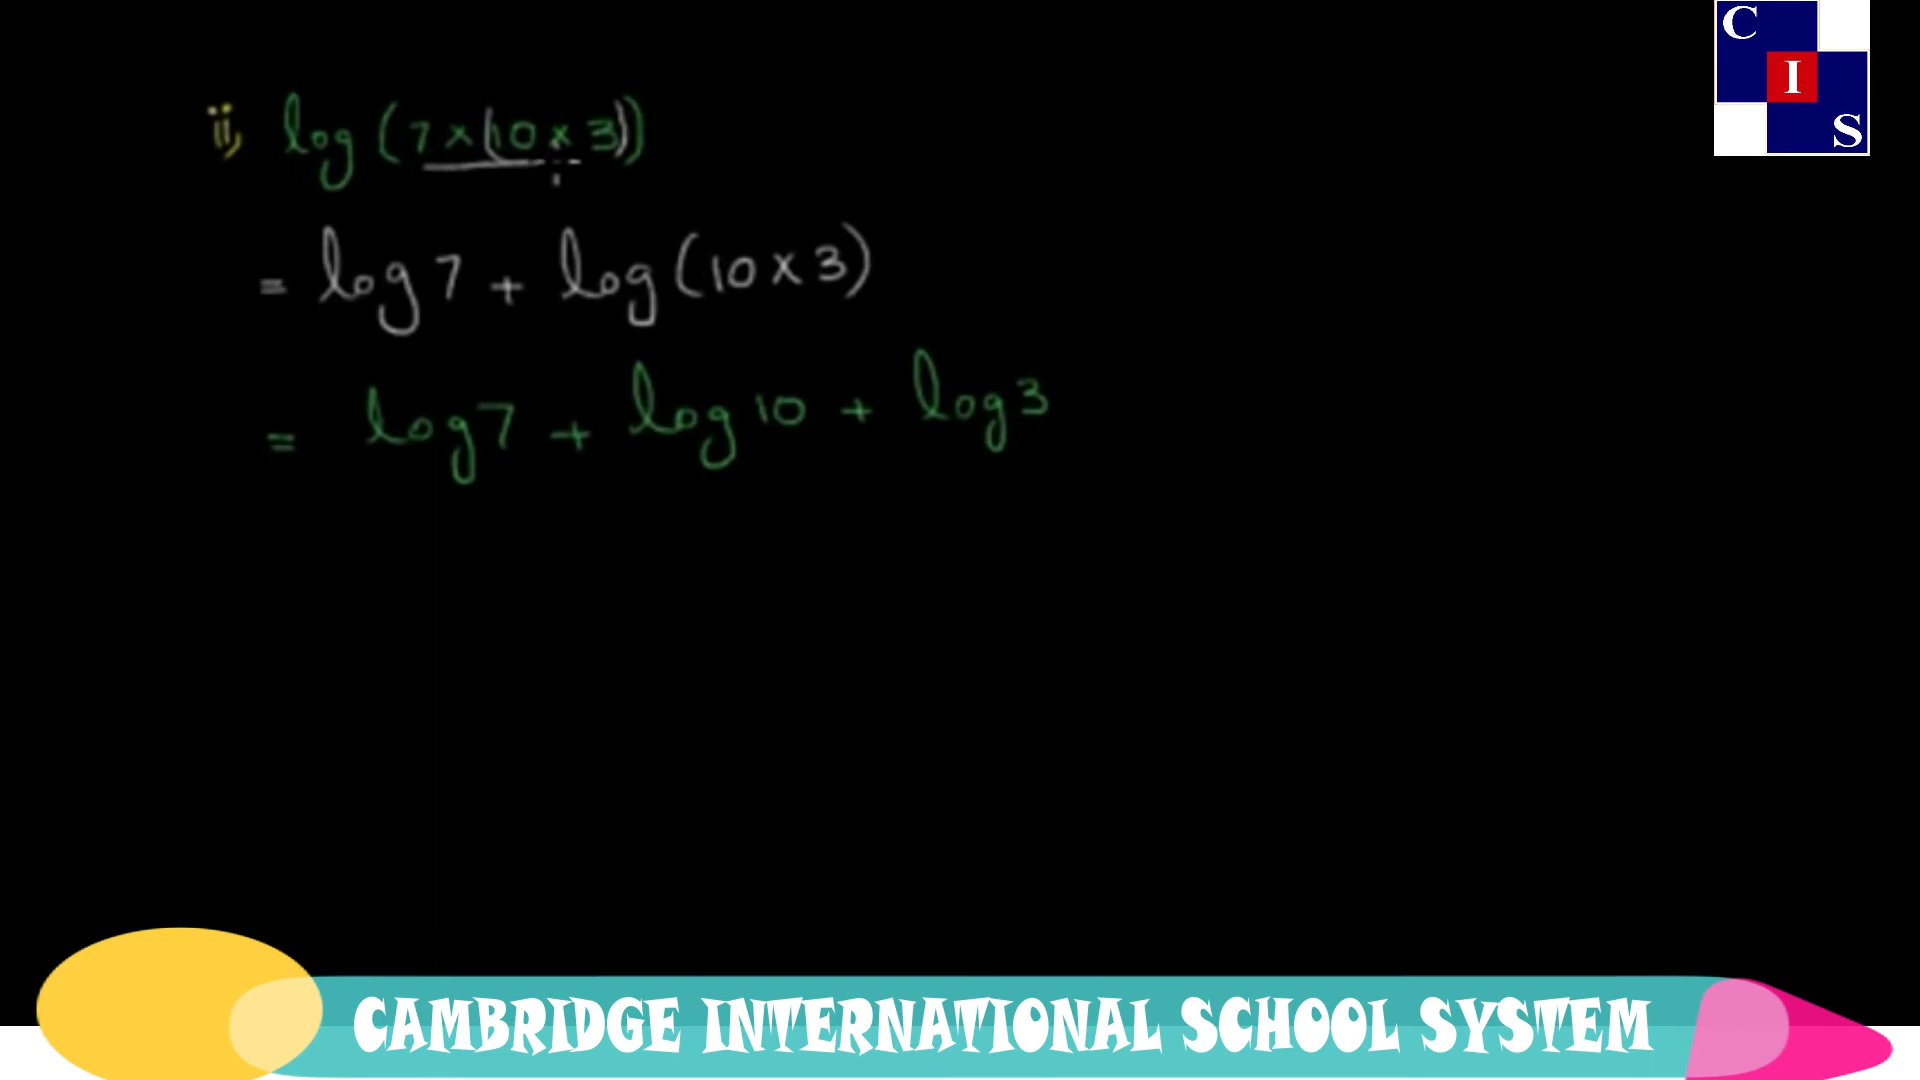 C
I
S
ii, log (7 × (10 × 3))
= log 7 + log (10 × 3)
= log 7 + log 10 + log 3
CAMBRIDGE INTERNATIONAL SCHOOL SYSTEM